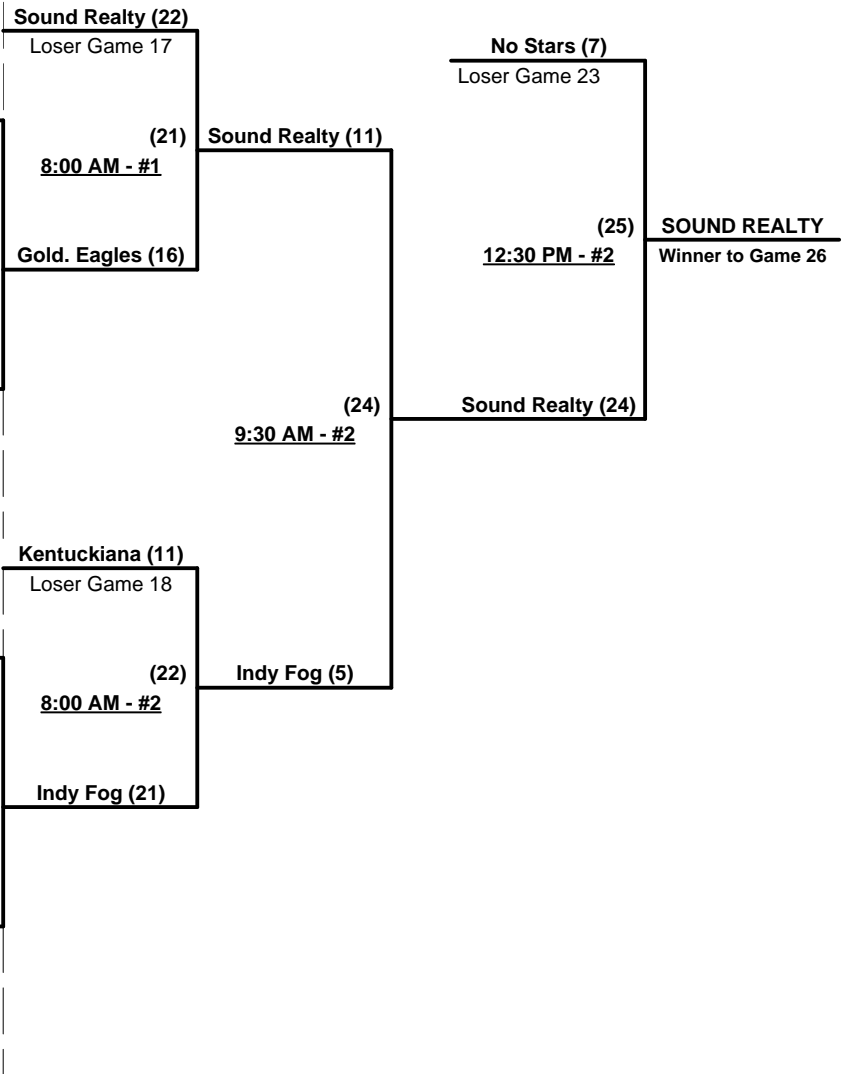 Sound Realty (22)
Loser Game 17
No Stars (7)
Loser Game 23
(21)
Sound Realty (11)
8:00 AM - #1
(25)
SOUND REALTY
Gold. Eagles (16)
12:30 PM - #2
Winner to Game 26
(24)
Sound Realty (24)
9:30 AM - #2
Kentuckiana (11)
Loser Game 18
(22)
Indy Fog (5)
8:00 AM - #2
Indy Fog (21)